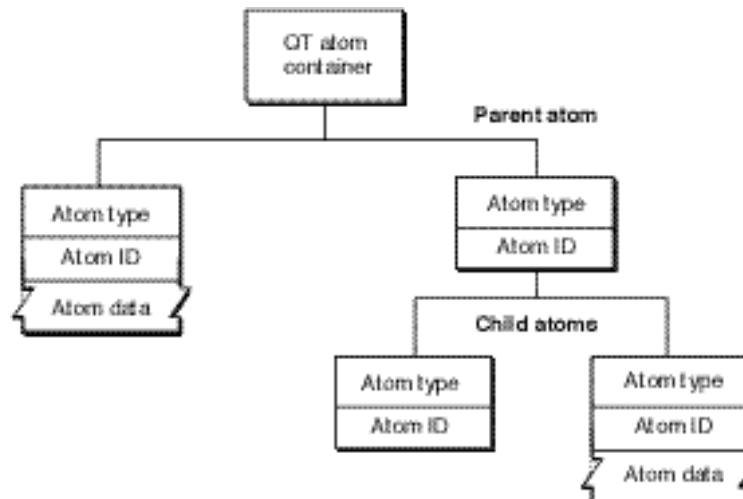 QT atom
container
Parent atom
Atom type
Atom ID
Atom data
Atom type
Atom ID
Child atoms
Atom type
Atom ID
Atom type
Atom ID
Atom data